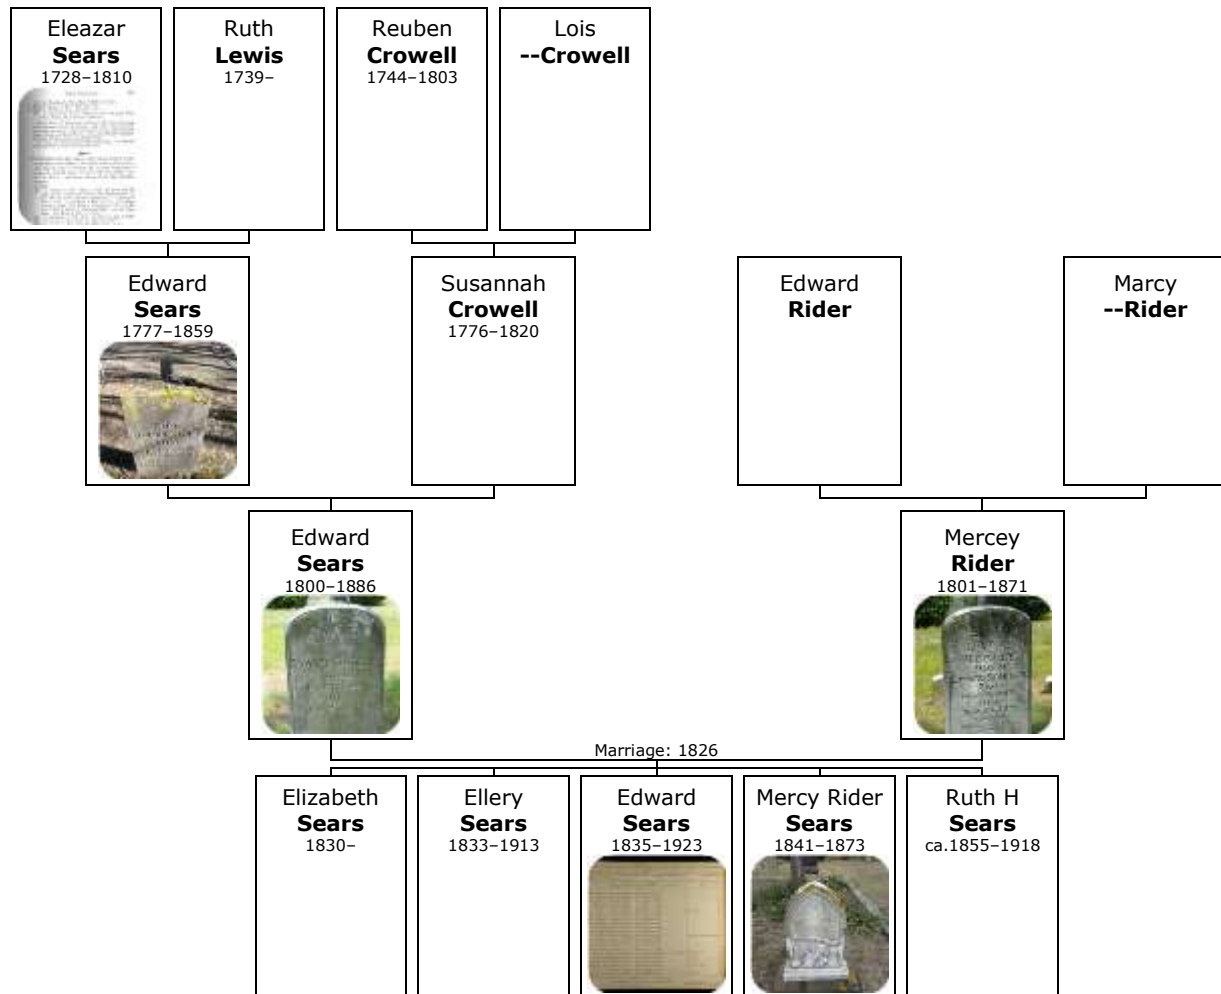 Eleazar
Sears
1728–1810
Ruth
Lewis
1739–
Reuben
Crowell
1744–1803
Lois
--Crowell
Edward
Sears
1777–1859
Susannah
Crowell
1776–1820
Edward
Rider
Marcy
--Rider
Edward
Sears
1800–1886
Mercey
Rider
1801–1871
Marriage: 1826
Elizabeth
Sears
1830–
Ellery
Sears
1833–1913
Edward
Sears
1835–1923
Mercy Rider
Sears
1841–1873
Ruth H
Sears
ca.1855–1918